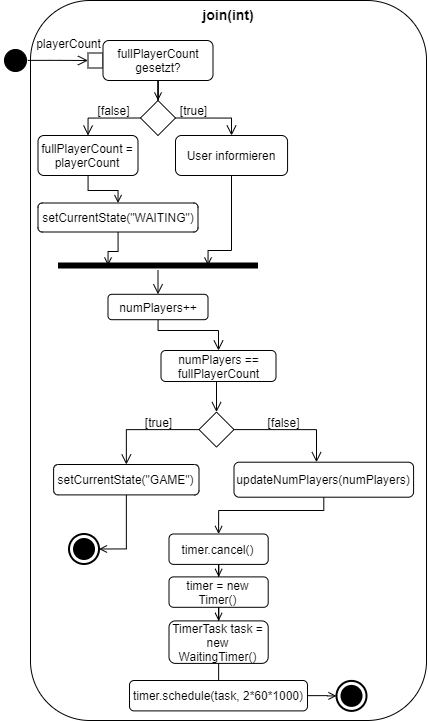 join(int)
playerCount
fullPlayerCount
gesetzt?
[false]
[true]
fullPlayerCount =
playerCount
User informieren
setCurrentState("WAITING")
numPlayers++
numPlayers ==
fullPlayerCount
[true]
[false]
setCurrentState("GAME")
updateNumPlayers(numPlayers)
timer.cancel()
timer = new
Timer()
TimerTask task =
new
WaitingTimer()
timer.schedule(task, 2*60*1000)